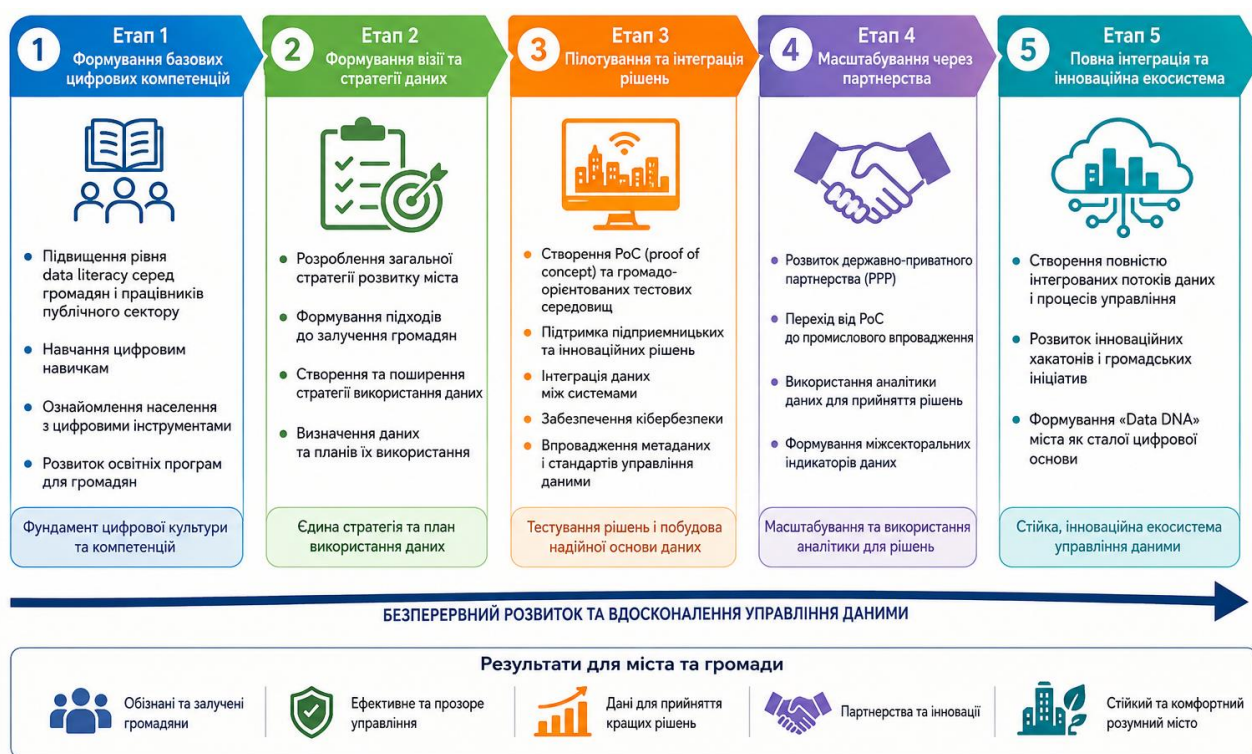 1
Етап 1
Формування базових
цифрових компетенцій
Підвищення рівня
data literacy серед
громадян і працівників
публічного сектору
Навчання цифровим
навичкам
Ознайомлення населення
з цифровими інструментами
Розвиток освітніх програм
для громадян
Фундамент цифрової культури
та компетенцій
2
Етап 2
Формування візії та
стратегії даних
Розроблення загальної
стратегії розвитку міста
Формування підходів
до залучення громадян
Створення та поширення
стратегії використання даних
Визначення даних
та планів їх використання
Єдина стратегія та план
використання даних
3
Етап 3
Пілотування та інтеграція
рішень
Створення PoC (proof of
concept) та громадо-
орієнтованих тестових
середовищ
Підтримка підприємницьких
та інноваційних рішень
Інтеграція даних
між системами
Забезпечення кібербезпеки
Впровадження метаданих
і стандартів управління
даними
Тестування рішень і побудова
надійної основи даних
4
Етап 4
Масштабування через
партнерства
Розвиток державно-приватного
партнерства (PPP)
Перехід від PoC
до промислового впровадження
Використання аналітики
даних для прийняття рішень
Формування міжсекторальних
індикаторів даних
Масштабування та використання
аналітики для рішень
5
Етап 5
Повна інтеграція та
інноваційна екосистема
Створення повністю
інтегрованих потоків даних
і процесів управління
Розвиток інноваційних
хакатонів і громадських
ініціатив
Формування «Data DNA»
міста як сталої цифрової
основи
Стійка, інноваційна екосистема
управління даними
БЕЗПЕРЕРВНИЙ РОЗВИТОК ТА ВДОСКОНАЛЕННЯ УПРАВЛІННЯ ДАНИМИ
Результати для міста та громади
Обізнані та залучені
громадяни
Ефективне та прозоре
управління
Дані для прийняття
кращих рішень
Партнерства та інновації
Стійкий та комфортний
розумний місто